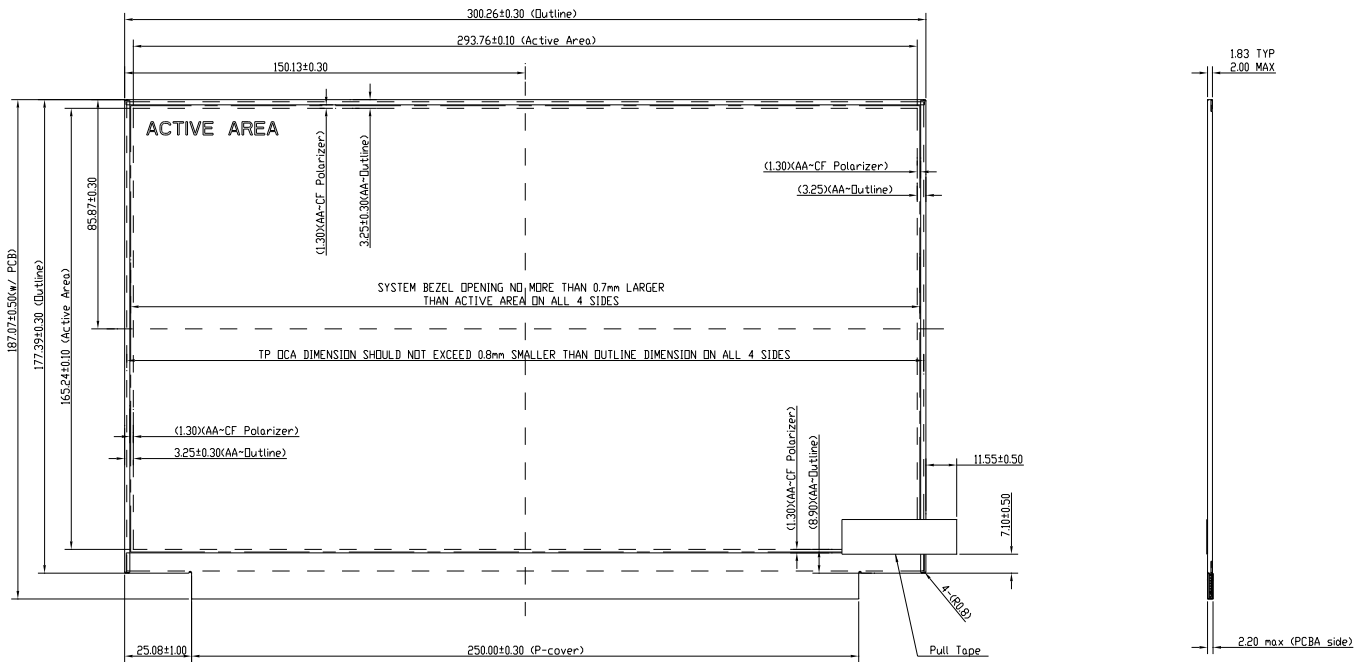 300.26±0.30 (Outline)
293.76±0.10 (Active Area)
150.13±0.30
1.83 TYP
2.00 MAX
ACTIVE AREA
(1.30)(AA~CF Polarizer)
3.25±0.30(AA~Outline)
(1.30)(AA~CF Polarizer)
(3.25)(AA~Outline)
85.87±0.30
187.07±0.50(w/ PCB)
177.39±0.30 (Outline)
165.24±0.10 (Active Area)
SYSTEM BEZEL OPENING NO MORE THAN 0.7mm LARGER
THAN ACTIVE AREA ON ALL 4 SIDES
TP OCA DIMENSION SHOULD NOT EXCEED 0.8mm SMALLER THAN OUTLINE DIMENSION ON ALL 4 SIDES
(1.30)(AA~CF Polarizer)
3.25±0.30(AA~Outline)
(1.30)(AA~CF Polarizer)
(8.90)(AA~Outline)
11.55±0.50
7.10±0.50
4-(R0.8)
25.08±1.00
250.00±0.30 (P-cover)
Pull Tape
2.20 max (PCBA side)